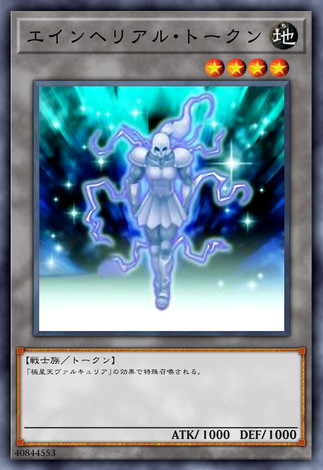 エインヘリアル・トークン 地
【戦士族／トークン】
「極星天ヴァルキュリア」の効果で特殊召喚される。
ATK/1000 DEF/1000
40844553